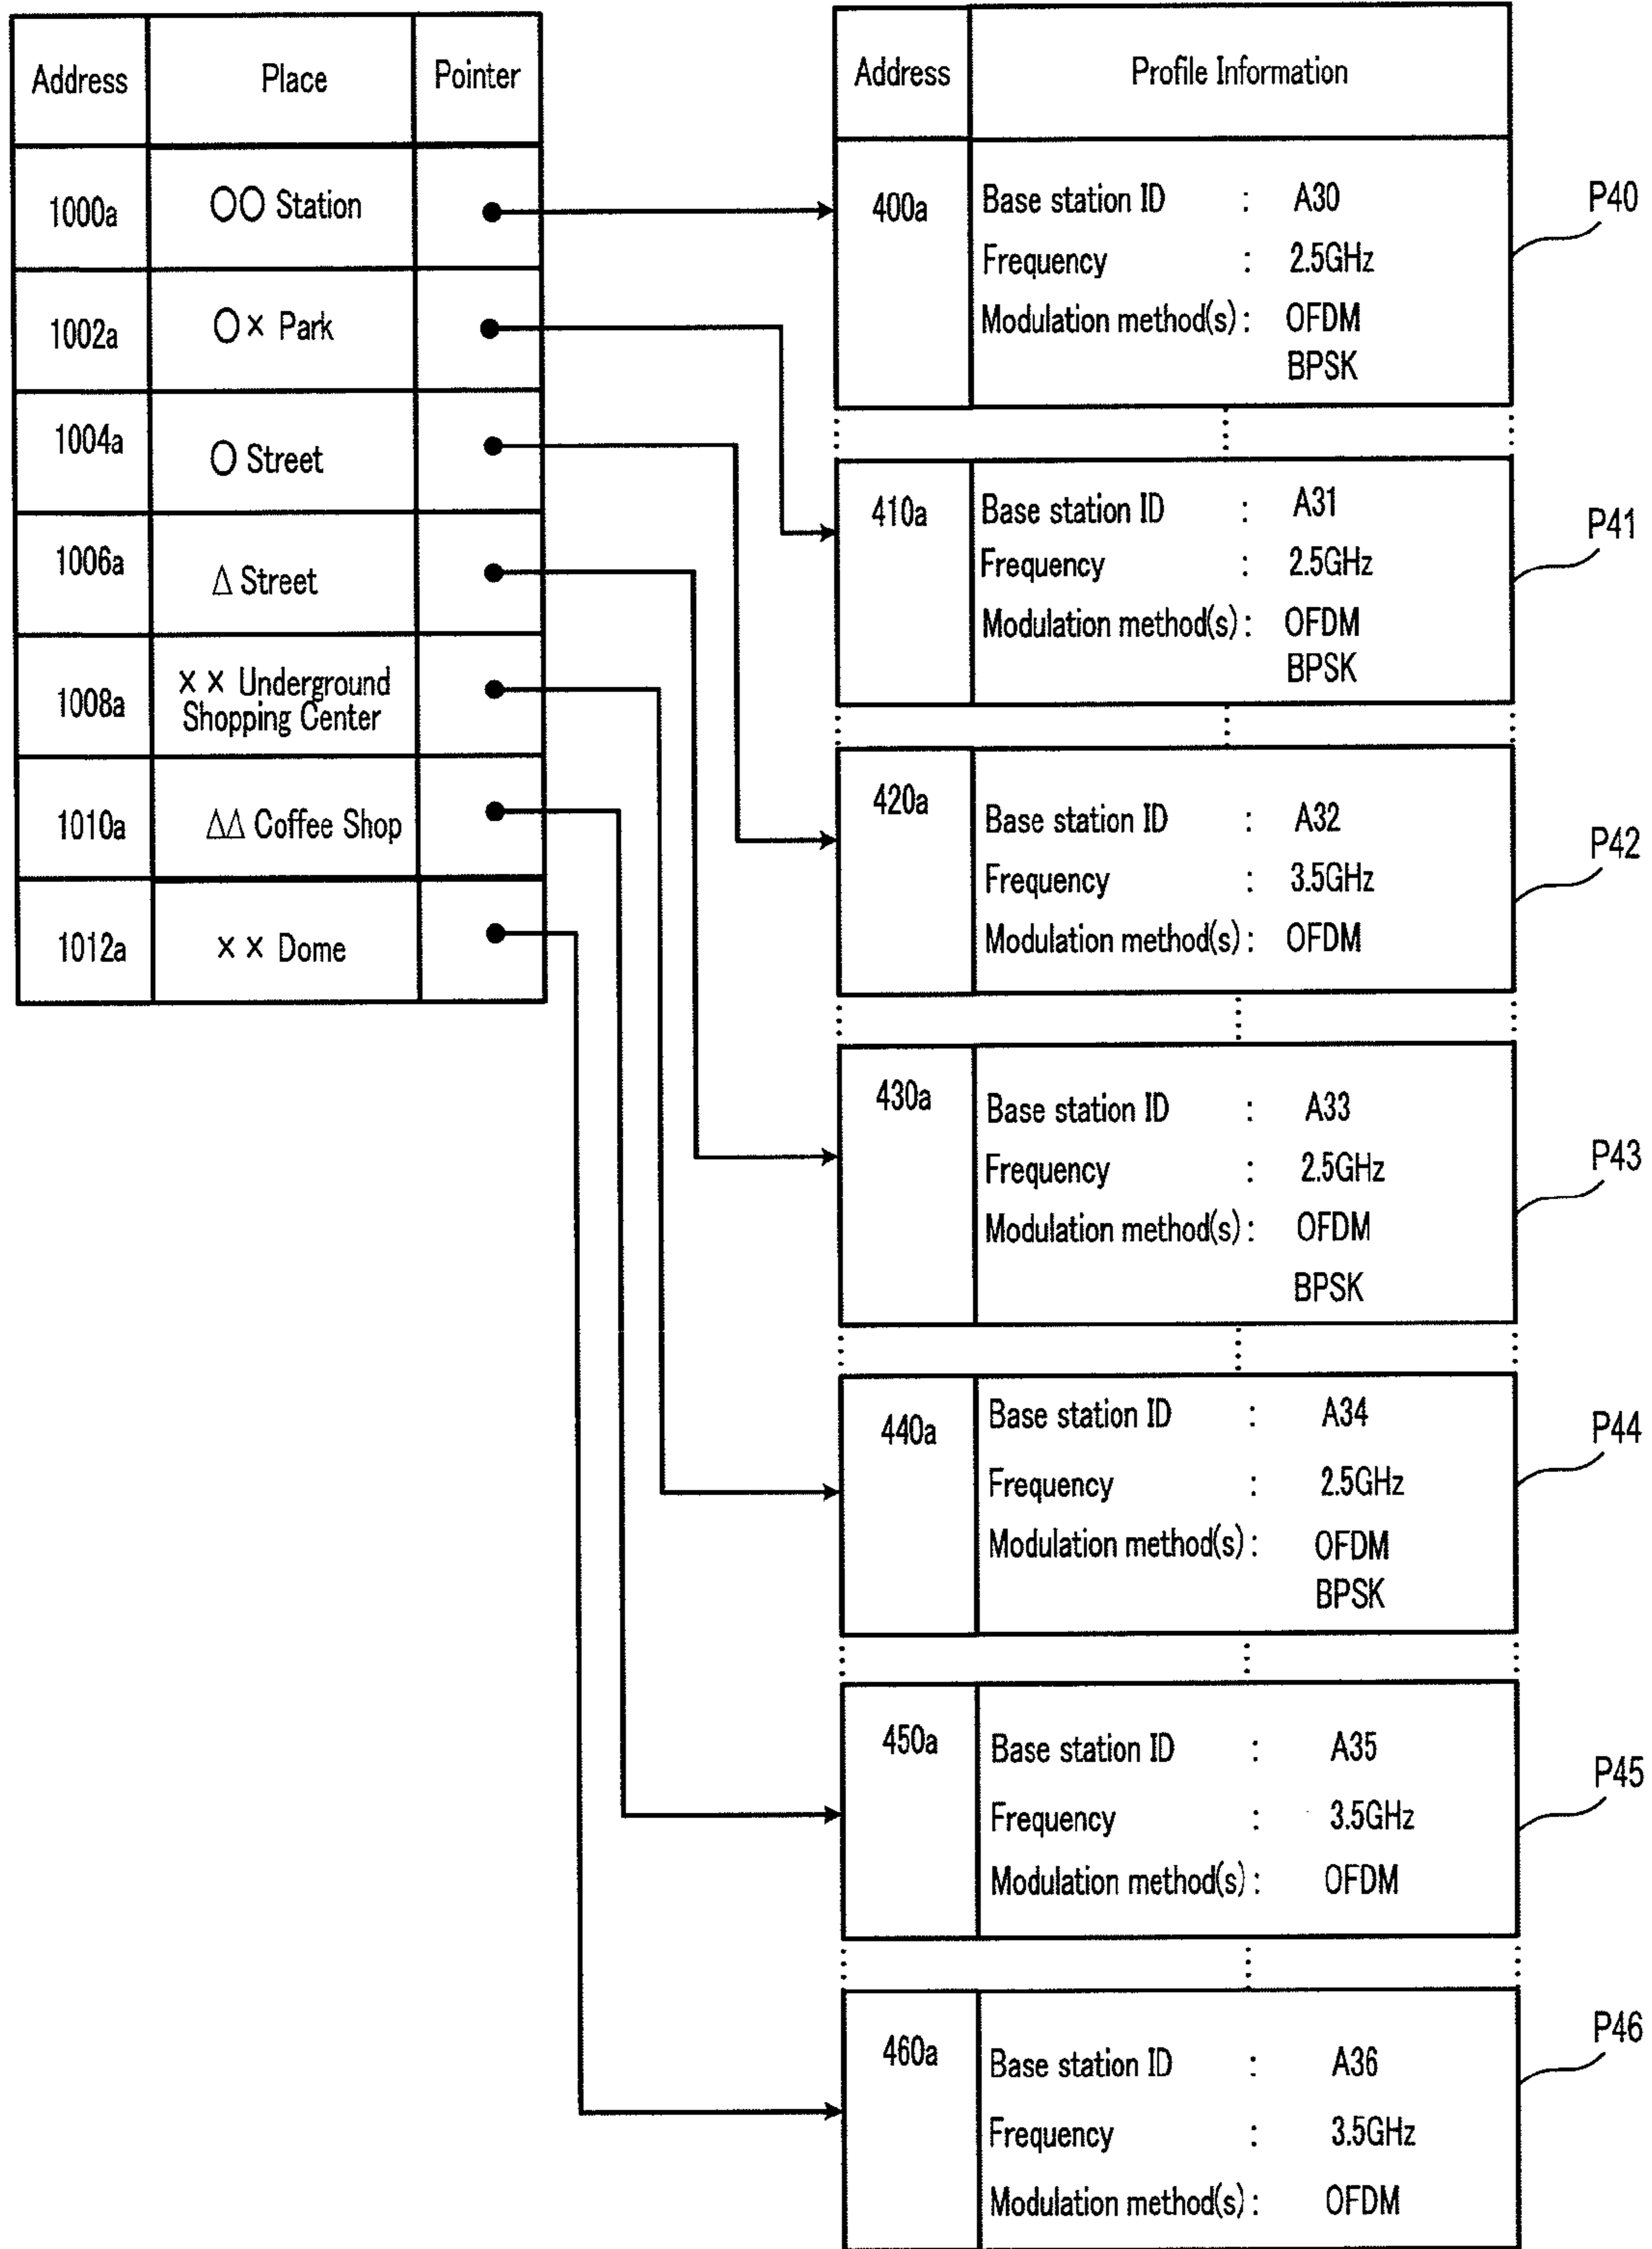 Address Place Pointer
1000a ○○ Station
1002a ○× Park
1004a ○ Street
1006a △ Street
1008a ×× Underground
Shopping Center
1010a △△ Coffee Shop
1012a ×× Dome
Address Profile Information
400a Base station ID : A30 P40
Frequency : 2.5GHz
Modulation method(s) : OFDM
BPSK
410a Base station ID : A31 P41
Frequency : 2.5GHz
Modulation method(s) : OFDM
BPSK
420a Base station ID : A32 P42
Frequency : 3.5GHz
Modulation method(s) : OFDM
430a Base station ID : A33 P43
Frequency : 2.5GHz
Modulation method(s) : OFDM
BPSK
440a Base station ID : A34 P44
Frequency : 2.5GHz
Modulation method(s) : OFDM
BPSK
450a Base station ID : A35 P45
Frequency : 3.5GHz
Modulation method(s) : OFDM
460a Base station ID : A36 P46
Frequency : 3.5GHz
Modulation method(s) : OFDM